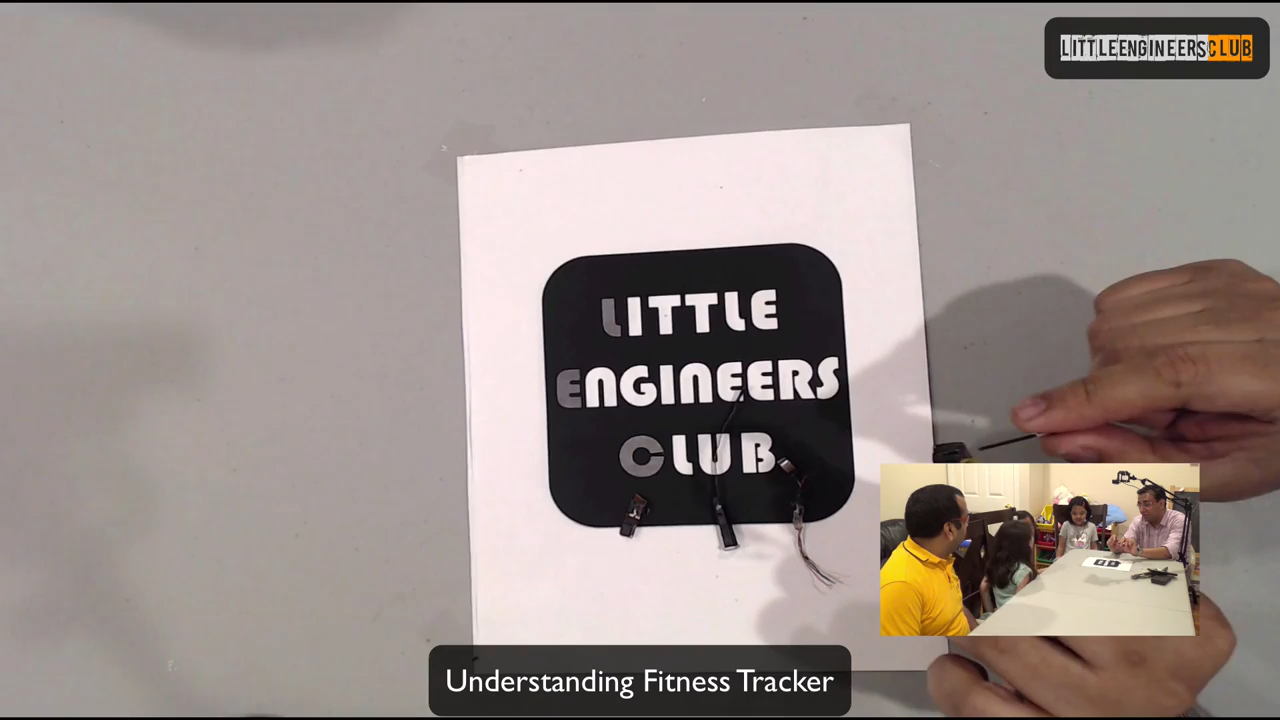 LITTLEENGINEERSCLUB
LITTLE
ENGINEERS
CLUB
Understanding Fitness Tracker